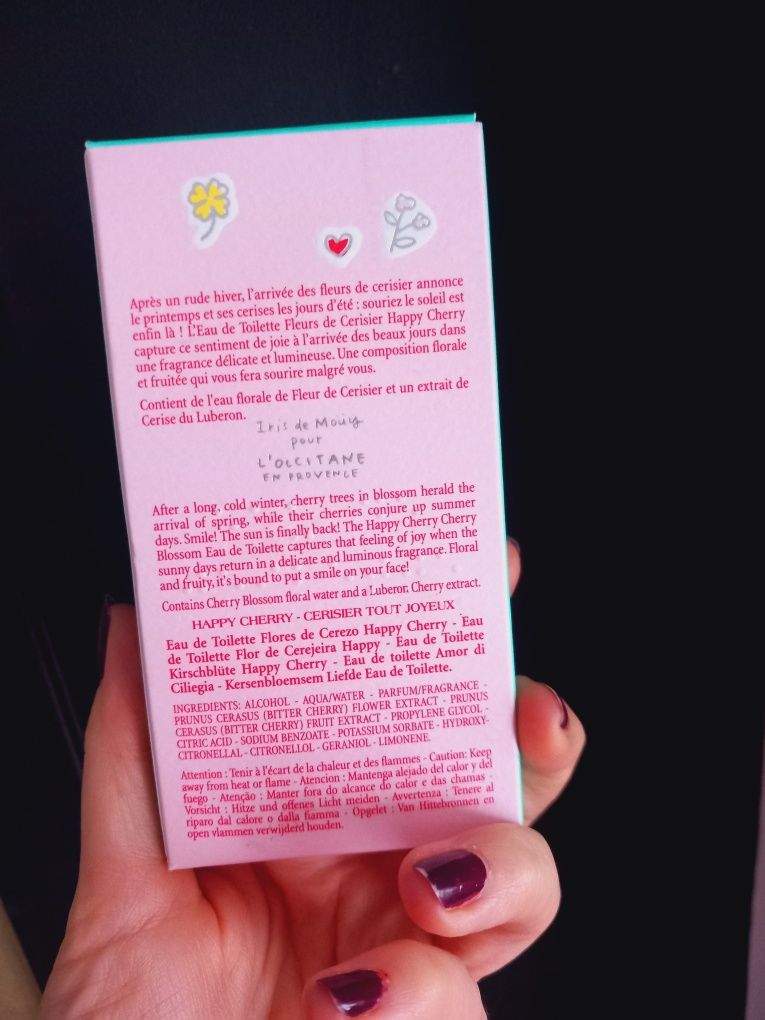 Après un rude hiver, l'arrivée des fleurs de cerisier annonce
le printemps et ses cerises les jours d'été : souriez le soleil est
enfin là ! L'Eau de Toilette Fleurs de Cerisier Happy Cherry
capture ce sentiment de joie à l'arrivée des beaux jours dans
une fragrance délicate et lumineuse. Une composition florale
et fruitée qui vous fera sourire malgré vous.
Contient de l'eau florale de Fleur de Cerisier et un extrait de
Cerise du Luberon.
Iris de Moüy
pour
L'OCCITANE
EN PROVENCE
After a long, cold winter, cherry trees in blossom herald the
arrival of spring, while their cherries conjure up summer
days. Smile! The sun is finally back! The Happy Cherry Cherry
Blossom Eau de Toilette captures that feeling of joy when the
sunny days return in a delicate and luminous fragrance. Floral
and fruity, it's bound to put a smile on your face!
Contains Cherry Blossom floral water and a Luberon Cherry extract.
HAPPY CHERRY - CERISIER TOUT JOYEUX
Eau de Toilette Flores de Cerezo Happy Cherry - Eau
de Toilette Flor de Cerejeira Happy - Eau de Toilette
Kirschblüte Happy Cherry - Eau de toilette Amor di
Ciliegia - Kersenbloemsem Liefde Eau de Toilette.
INGREDIENTS: ALCOHOL - AQUA/WATER - PARFUM/FRAGRANCE -
PRUNUS CERASUS (BITTER CHERRY) FLOWER EXTRACT - PRUNUS
CERASUS (BITTER CHERRY) FRUIT EXTRACT - PROPYLENE GLYCOL -
CITRIC ACID - SODIUM BENZOATE - POTASSIUM SORBATE - HYDROXY-
CITRONELLAL - CITRONELLOL - GERANIOL - LIMONENE.
Attention : Tenir à l'écart de la chaleur et des flammes - Caution: Keep
away from heat or flame - Atencion : Mantenga alejado del calor y del
fuego - Atenção : Manter fora do alcance do calor e das chamas -
Vorsicht : Hitze und offenes Licht meiden - Avvertenza : Tenere al
riparo dal calore o dalla fiamma - Opgelet : Van Hittebronnen en
open vlammen verwijderd houden.